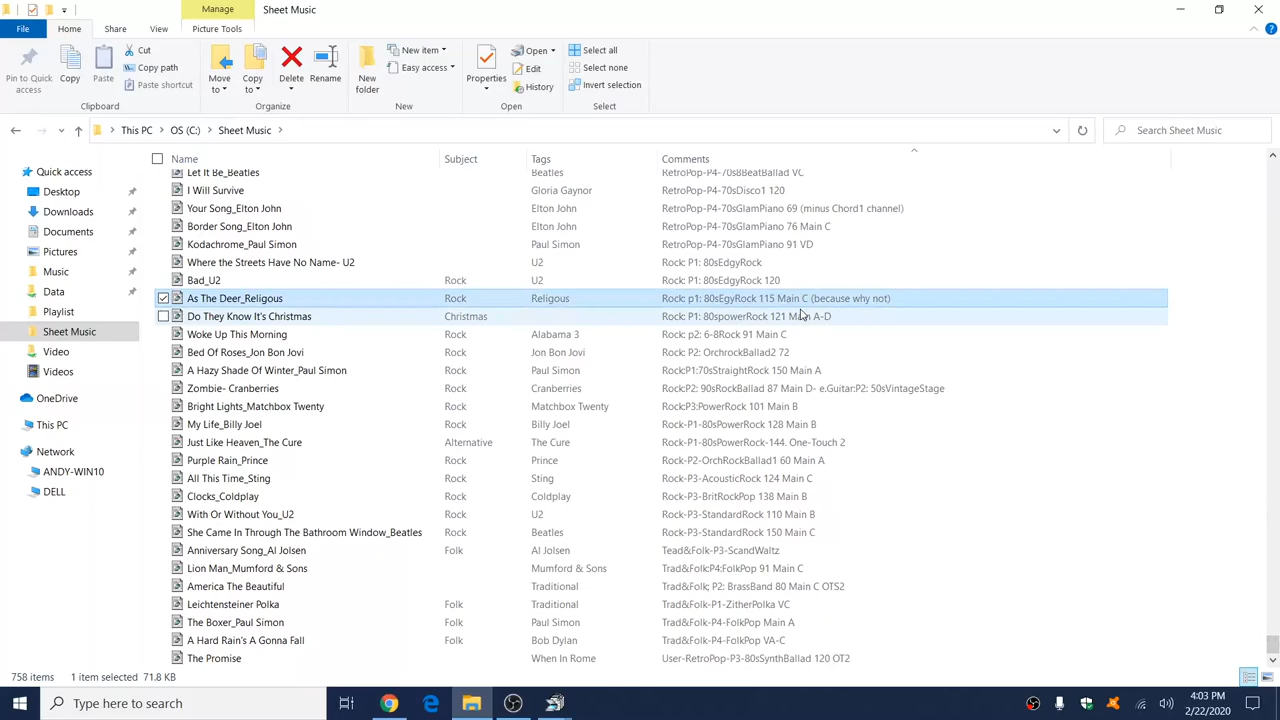 Manage Sheet Music
File Home Share View Picture Tools
Pin to Quick access Copy Paste Cut Copy path Paste shortcut Move to Copy to Delete Rename New folder New item Easy access Properties Open Edit History Select all Select none Invert selection
Clipboard Organize New Open Select
This PC OS (C:) Sheet Music Search Sheet Music
Name Subject Tags Comments
Let It Be_Beatles Beatles RetroPop-P4-70s8BeatBallad VC
I Will Survive Gloria Gaynor RetroPop-P4-70sDisco1 120
Your Song_Elton John Elton John RetroPop-P4-70sGlamPiano 69 (minus Chord1 channel)
Border Song_Elton John Elton John RetroPop-P4-70sGlamPiano 76 Main C
Kodachrome_Paul Simon Paul Simon RetroPop-P4-70sGlamPiano 91 VD
Where the Streets Have No Name- U2 U2 Rock: P1: 80sEdgyRock
Bad_U2 Rock U2 Rock: P1: 80sEdgyRock 120
As The Deer_Religous Rock Religous Rock: p1: 80sEgyRock 115 Main C (because why not)
Do They Know It's Christmas Christmas Rock: P1: 80spowerRock 121 Main A-D
Woke Up This Morning Rock Alabama 3 Rock: p2: 6-8Rock 91 Main C
Bed Of Roses_Jon Bon Jovi Rock Jon Bon Jovi Rock: P2: OrchrockBallad2 72
A Hazy Shade Of Winter_Paul Simon Rock Paul Simon Rock:P1:70sStraightRock 150 Main A
Zombie- Cranberries Rock Cranberries Rock:P2: 90sRockBallad 87 Main D- e.Guitar:P2: 50sVintageStage
Bright Lights_Matchbox Twenty Rock Matchbox Twenty Rock:P3:PowerRock 101 Main B
My Life_Billy Joel Rock Billy Joel Rock-P1-80sPowerRock 128 Main B
Just Like Heaven_The Cure Alternative The Cure Rock-P1-80sPowerRock-144. One-Touch 2
Purple Rain_Prince Rock Prince Rock-P2-OrchRockBallad1 60 Main A
All This Time_Sting Rock Sting Rock-P3-AcousticRock 124 Main C
Clocks_Coldplay Rock Coldplay Rock-P3-BritRockPop 138 Main B
With Or Without You_U2 Rock U2 Rock-P3-StandardRock 110 Main B
She Came In Through The Bathroom Window_Beatles Rock Beatles Rock-P3-StandardRock 150 Main C
Anniversary Song_Al Jolsen Folk Al Jolsen Tead&Folk-P3-ScandWaltz
Lion Man_Mumford & Sons Mumford & Sons Trad&Folk:P4:FolkPop 91 Main C
America The Beautiful Traditional Trad&Folk; P2: BrassBand 80 Main C OTS2
Leichtensteiner Polka Folk Traditional Trad&Folk-P1-ZitherPolka VC
The Boxer_Paul Simon Folk Paul Simon Trad&Folk-P4-FolkPop Main A
A Hard Rain's A Gonna Fall Folk Bob Dylan Trad&Folk-P4-FolkPop VA-C
The Promise When In Rome User-RetroPop-P3-80sSynthBallad 120 OT2
Quick access
Desktop
Downloads
Documents
Pictures
Music
Data
Playlist
Sheet Music
Video
Videos
OneDrive
This PC
Network
ANDY-WIN10
DELL
758 items 1 item selected 71.8 KB
Type here to search
4:03 PM
2/22/2020